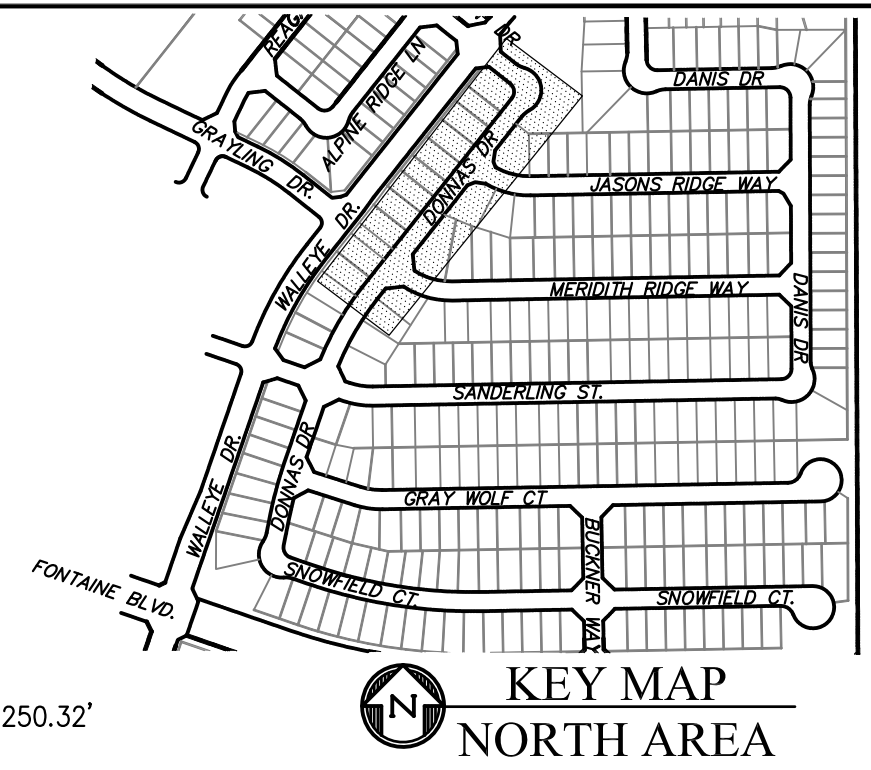 REAG
DR
ALPINE RIDGE LN
DANIS DR
GRAYLING DR.
DONNAS DR
JASONS RIDGE WAY
WALLEYE DR.
MERIDITH RIDGE WAY
DANIS DR
SANDERLING ST.
DONNAS DR
WALLEYE DR.
GRAY WOLF CT
BUCKNER WAY
FONTAINE BLVD.
SNOWFIELD CT.
SNOWFIELD CT.
N
KEY MAP
250.32'
NORTH AREA